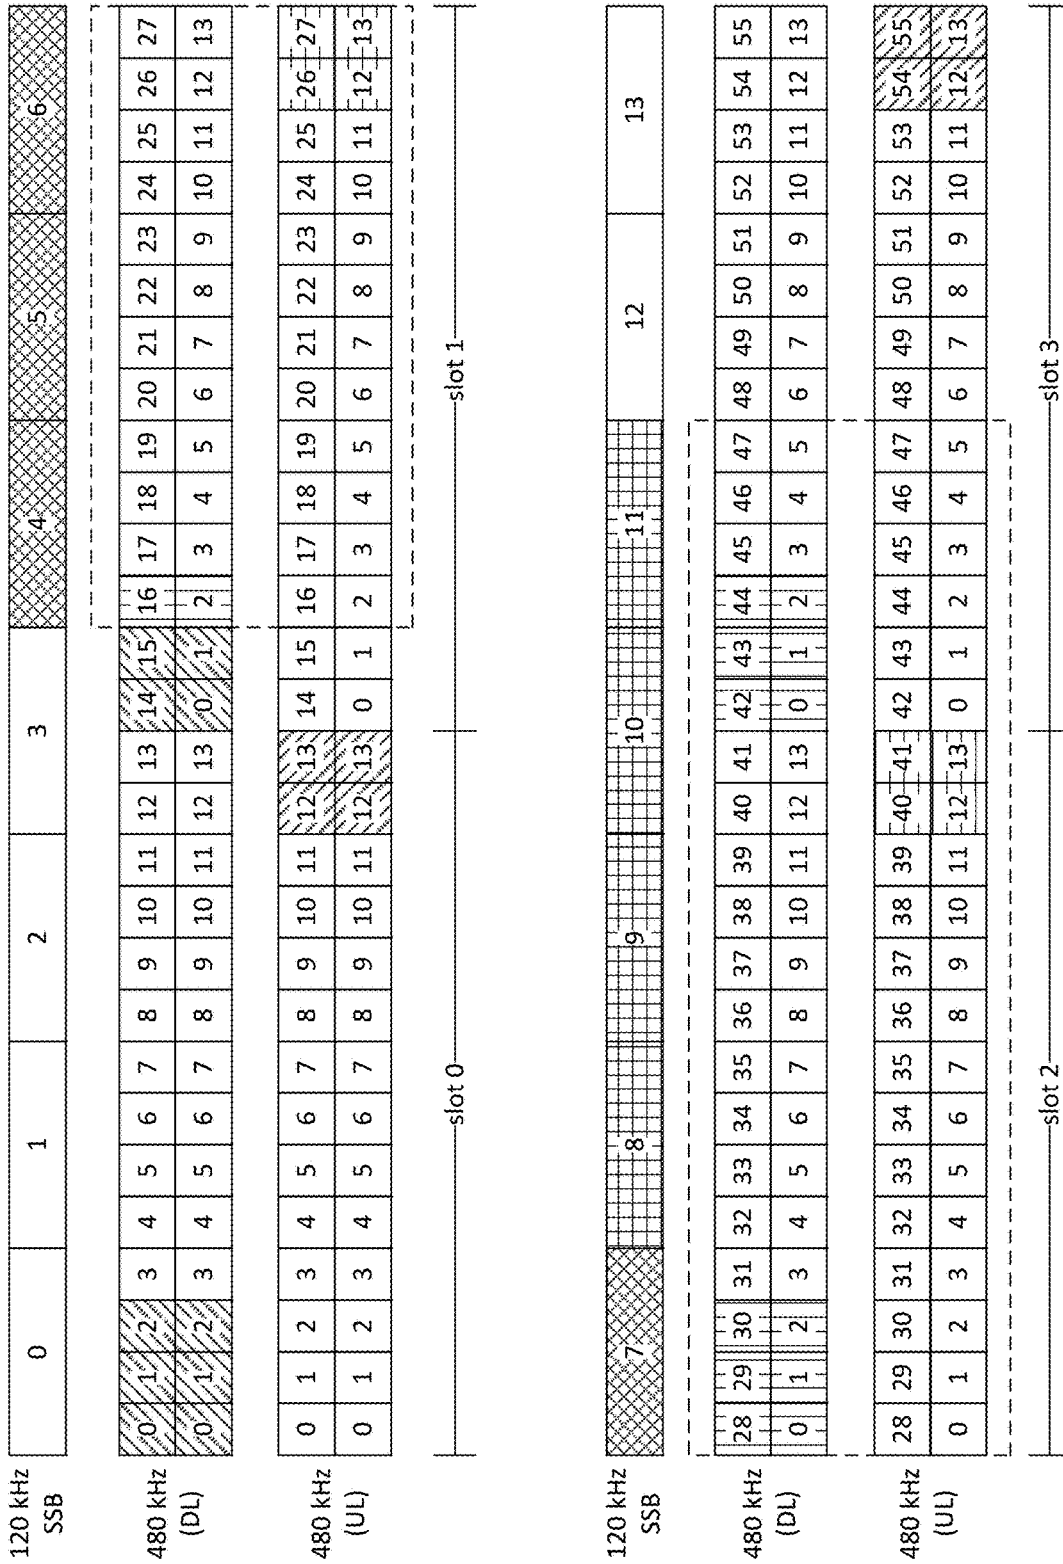 120 kHz
SSB
0 1 2 3 4 5 6
480 kHz
(DL)
0 1 2 3 4 5 6 7 8 9 10 11 12 13 14 15 16 17 18 19 20 21 22 23 24 25 26 27
0 1 2 3 4 5 6 7 8 9 10 11 12 13 0 1 2 3 4 5 6 7 8 9 10 11 12 13
480 kHz
(UL)
0 1 2 3 4 5 6 7 8 9 10 11 12 13 14 15 16 17 18 19 20 21 22 23 24 25 26 27
0 1 2 3 4 5 6 7 8 9 10 11 12 13 0 1 2 3 4 5 6 7 8 9 10 11 12 13
slot 0 slot 1
120 kHz
SSB
7 8 9 10 11 12 13
480 kHz
(DL)
28 29 30 31 32 33 34 35 36 37 38 39 40 41 42 43 44 45 46 47 48 49 50 51 52 53 54 55
0 1 2 3 4 5 6 7 8 9 10 11 12 13 0 1 2 3 4 5 6 7 8 9 10 11 12 13
480 kHz
(UL)
28 29 30 31 32 33 34 35 36 37 38 39 40 41 42 43 44 45 46 47 48 49 50 51 52 53 54 55
0 1 2 3 4 5 6 7 8 9 10 11 12 13 0 1 2 3 4 5 6 7 8 9 10 11 12 13
slot 2 slot 3